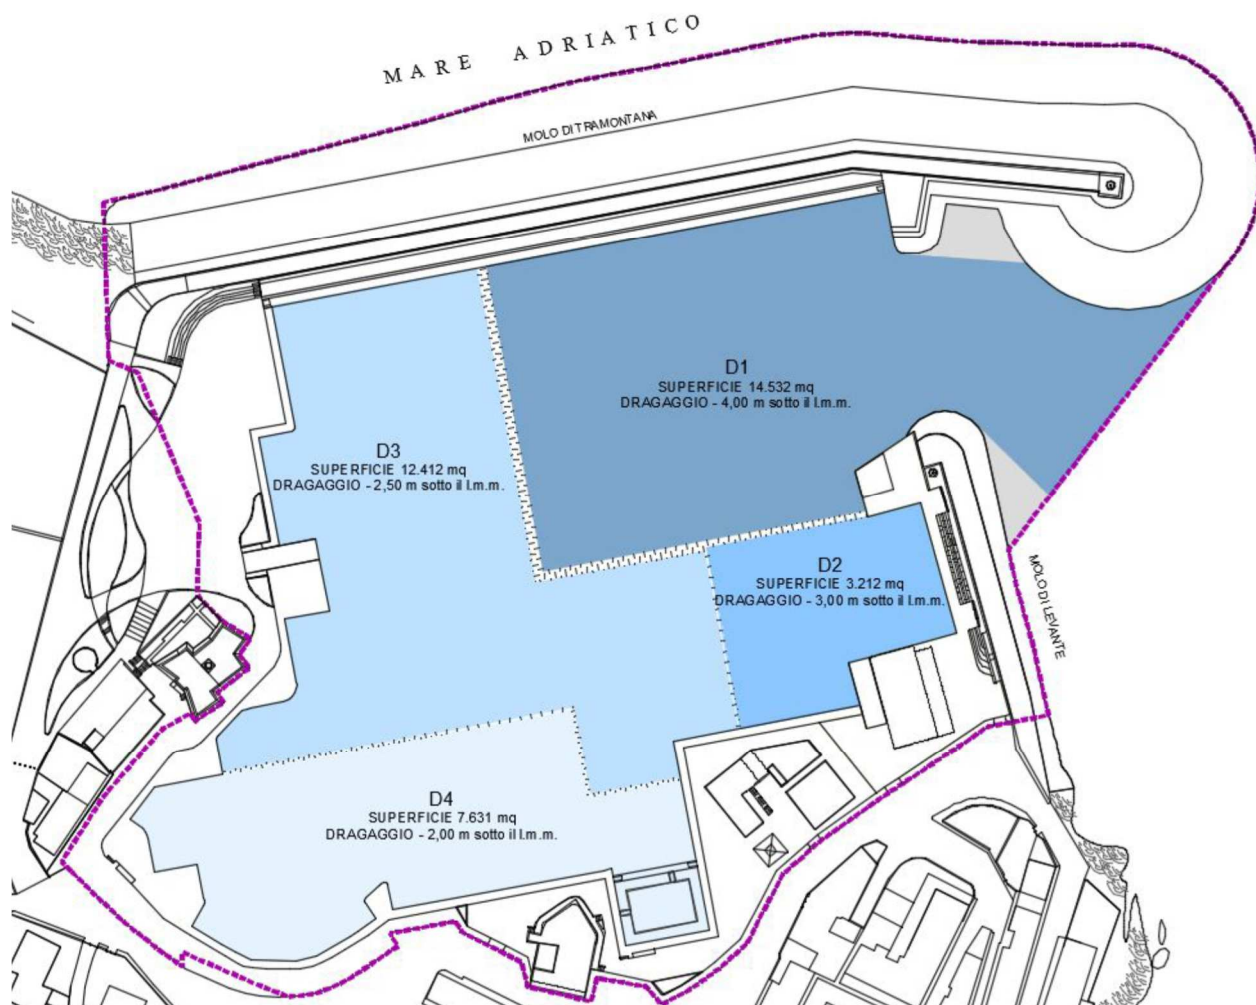 MARE ADRIATICO
MOLO DI TRAMONTANA
D1
SUPERFICIE 14.532 mq
DRAGAGGIO - 4,00 m sotto il l.m.m.
D3
SUPERFICIE 12.412 mq
DRAGAGGIO - 2,50 m sotto il l.m.m.
D2
SUPERFICIE 3.212 mq
DRAGAGGIO - 3,00 m sotto il l.m.m.
MOLO DI LEVANTE
D4
SUPERFICIE 7.631 mq
DRAGAGGIO - 2,00 m sotto il l.m.m.